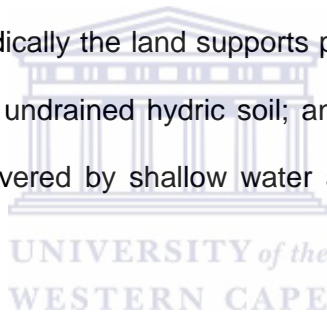 dically the land supports p
undrained hydric soil; an
vered by shallow water
UNIVERSITY of the
WESTERN CAPE